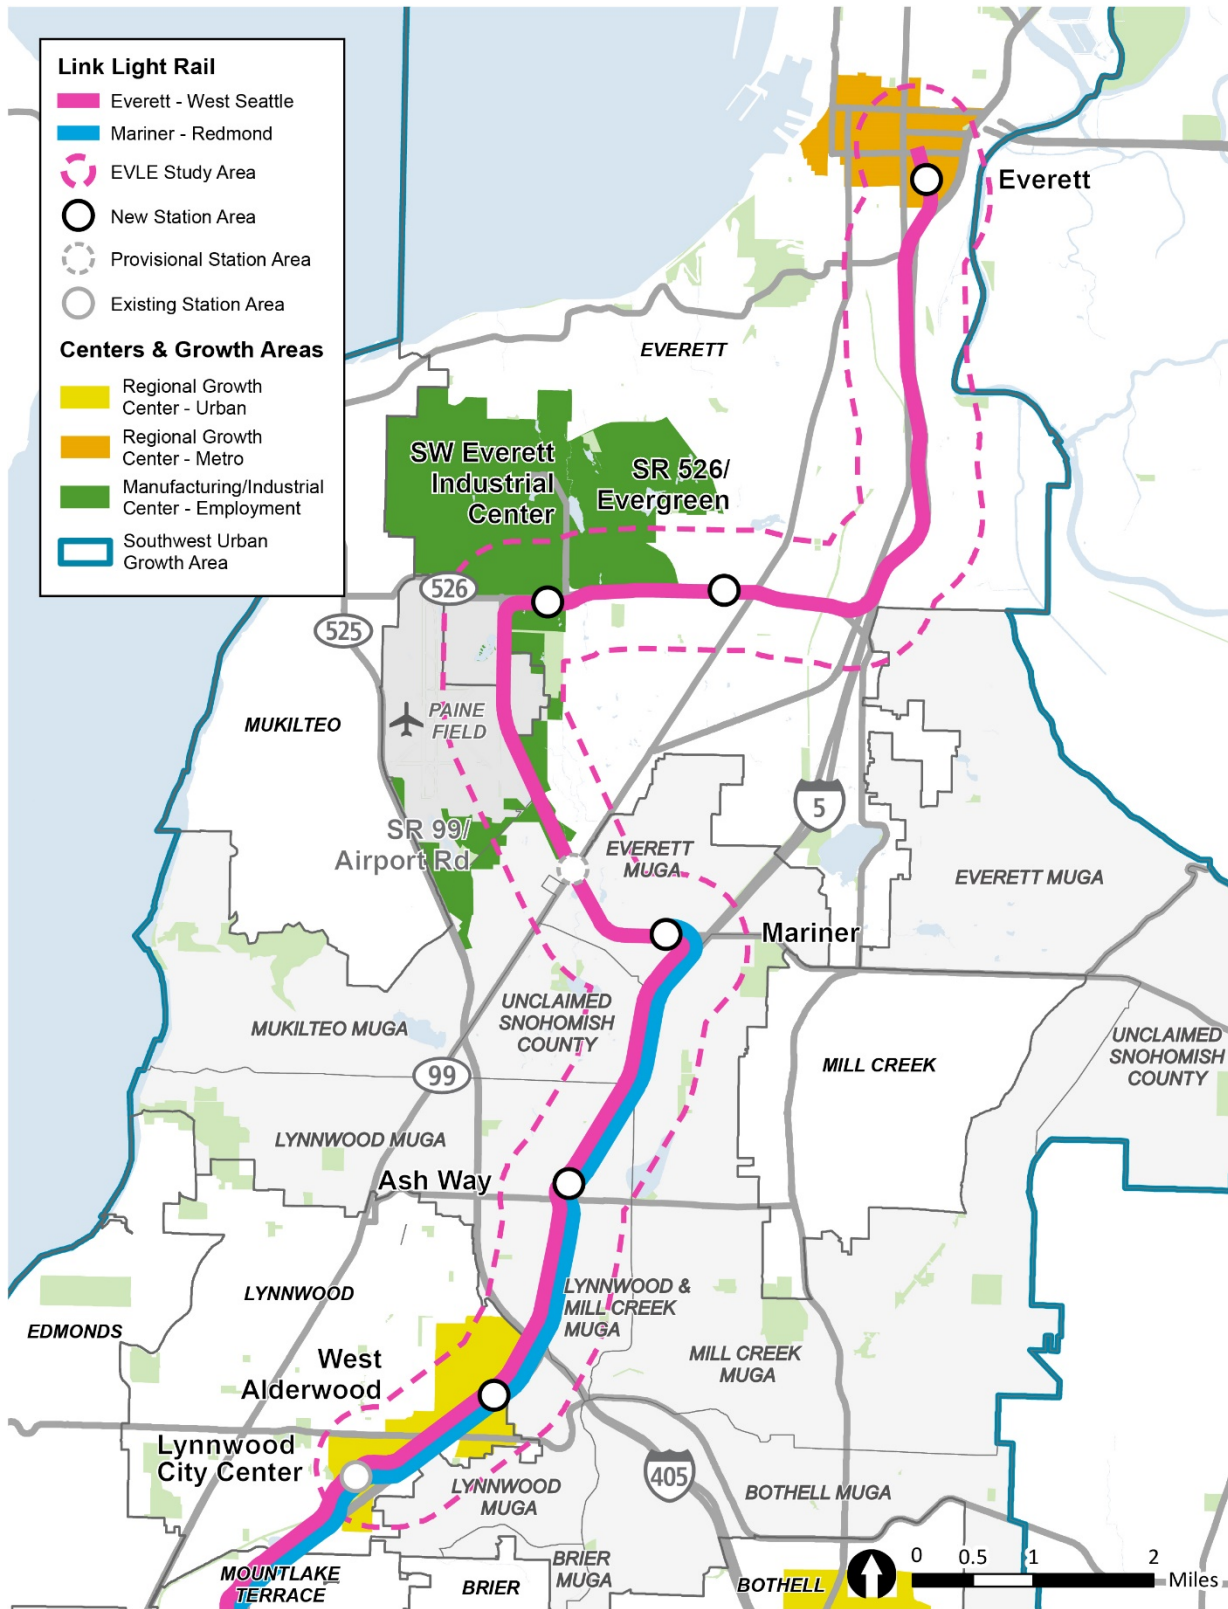 Link Light Rail
Everett - West Seattle
Mariner - Redmond
EVLE Study Area
New Station Area
Provisional Station Area
Existing Station Area
Centers & Growth Areas
Regional Growth
Center - Urban
Regional Growth
Center - Metro
Manufacturing/Industrial
Center - Employment
Southwest Urban
Growth Area
Everett
EVERETT
SW Everett
Industrial
Center
SR 526/
Evergreen
526
525
MUKILTEO
PAINE
FIELD
5
SR 99/
Airport Rd
EVERETT
MUGA
EVERETT MUGA
Mariner
UNCLAIMED
SNOHOMISH
COUNTY
MUKILTEO MUGA
UNCLAIMED
SNOHOMISH
COUNTY
MILL CREEK
99
LYNNWOOD MUGA
Ash Way
LYNNWOOD
LYNNWOOD &
MILL CREEK
MUGA
EDMONDS
MILL CREEK
MUGA
West
Alderwood
Lynnwood
City Center
405
LYNNWOOD
MUGA
BOTHELL MUGA
MOUNTLAKE
TERRACE
BRIER
BRIER
MUGA
BOTHELL
0 0.5 1 2
Miles